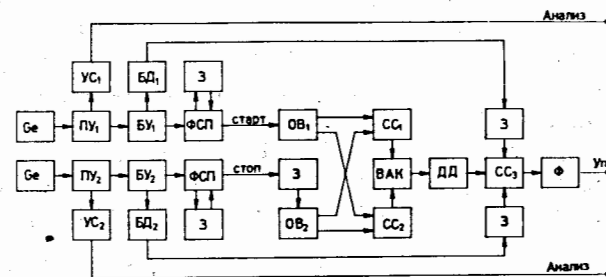 Анализ
УС₁ БД₁ З
Ge ПУ₁ БУ₁ ФСП старт ОВ₁ СС₁ З
Ge ПУ₂ БУ₂ ФСП стоп З ВАК ДД СС₃ Ф Уп
УС₂ БД₂ З ОВ₂ СС₂ З
Анализ